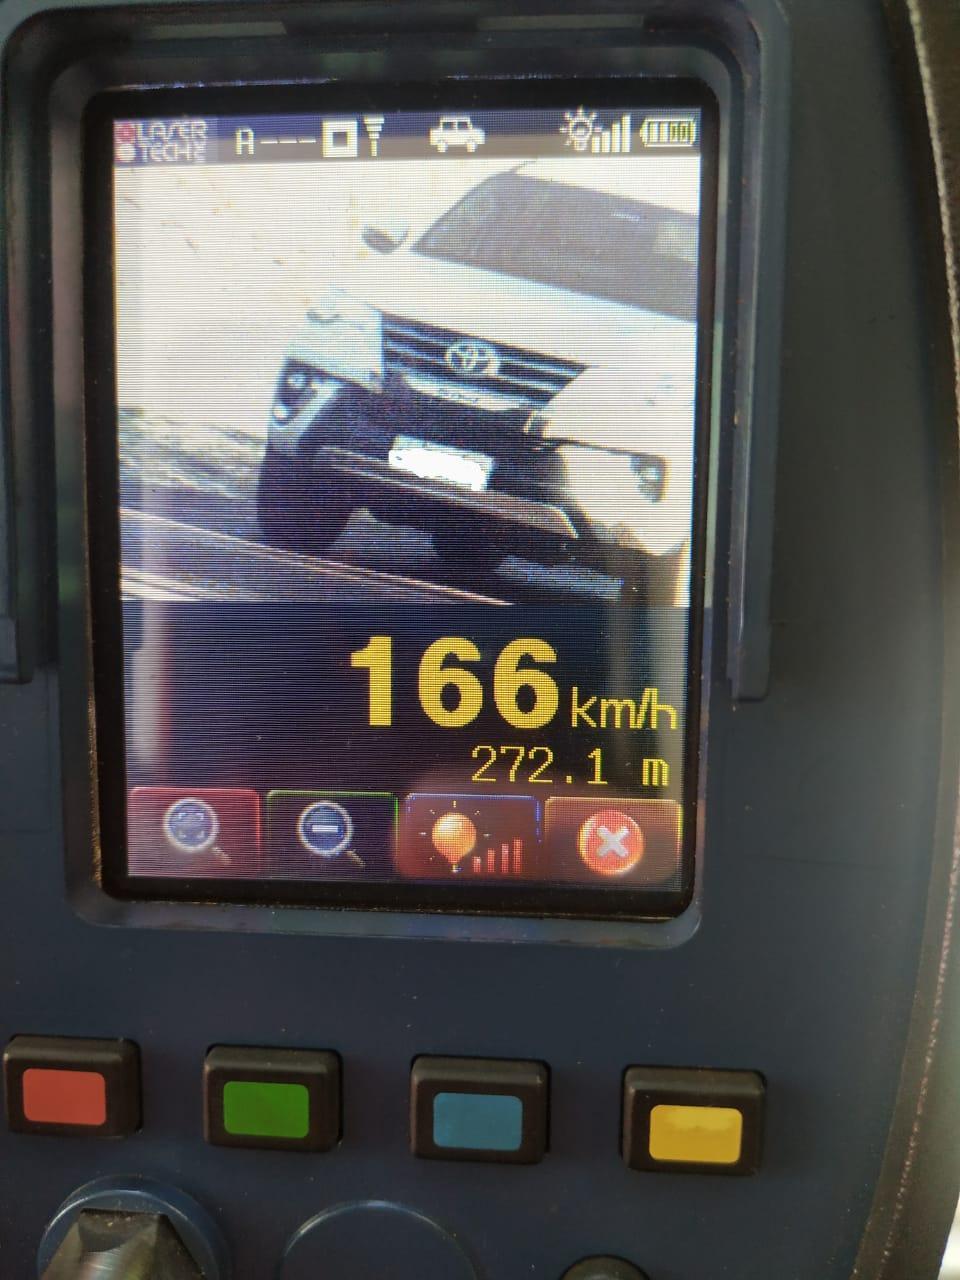 LASER
TECH
A---
166 km/h
272.1 m